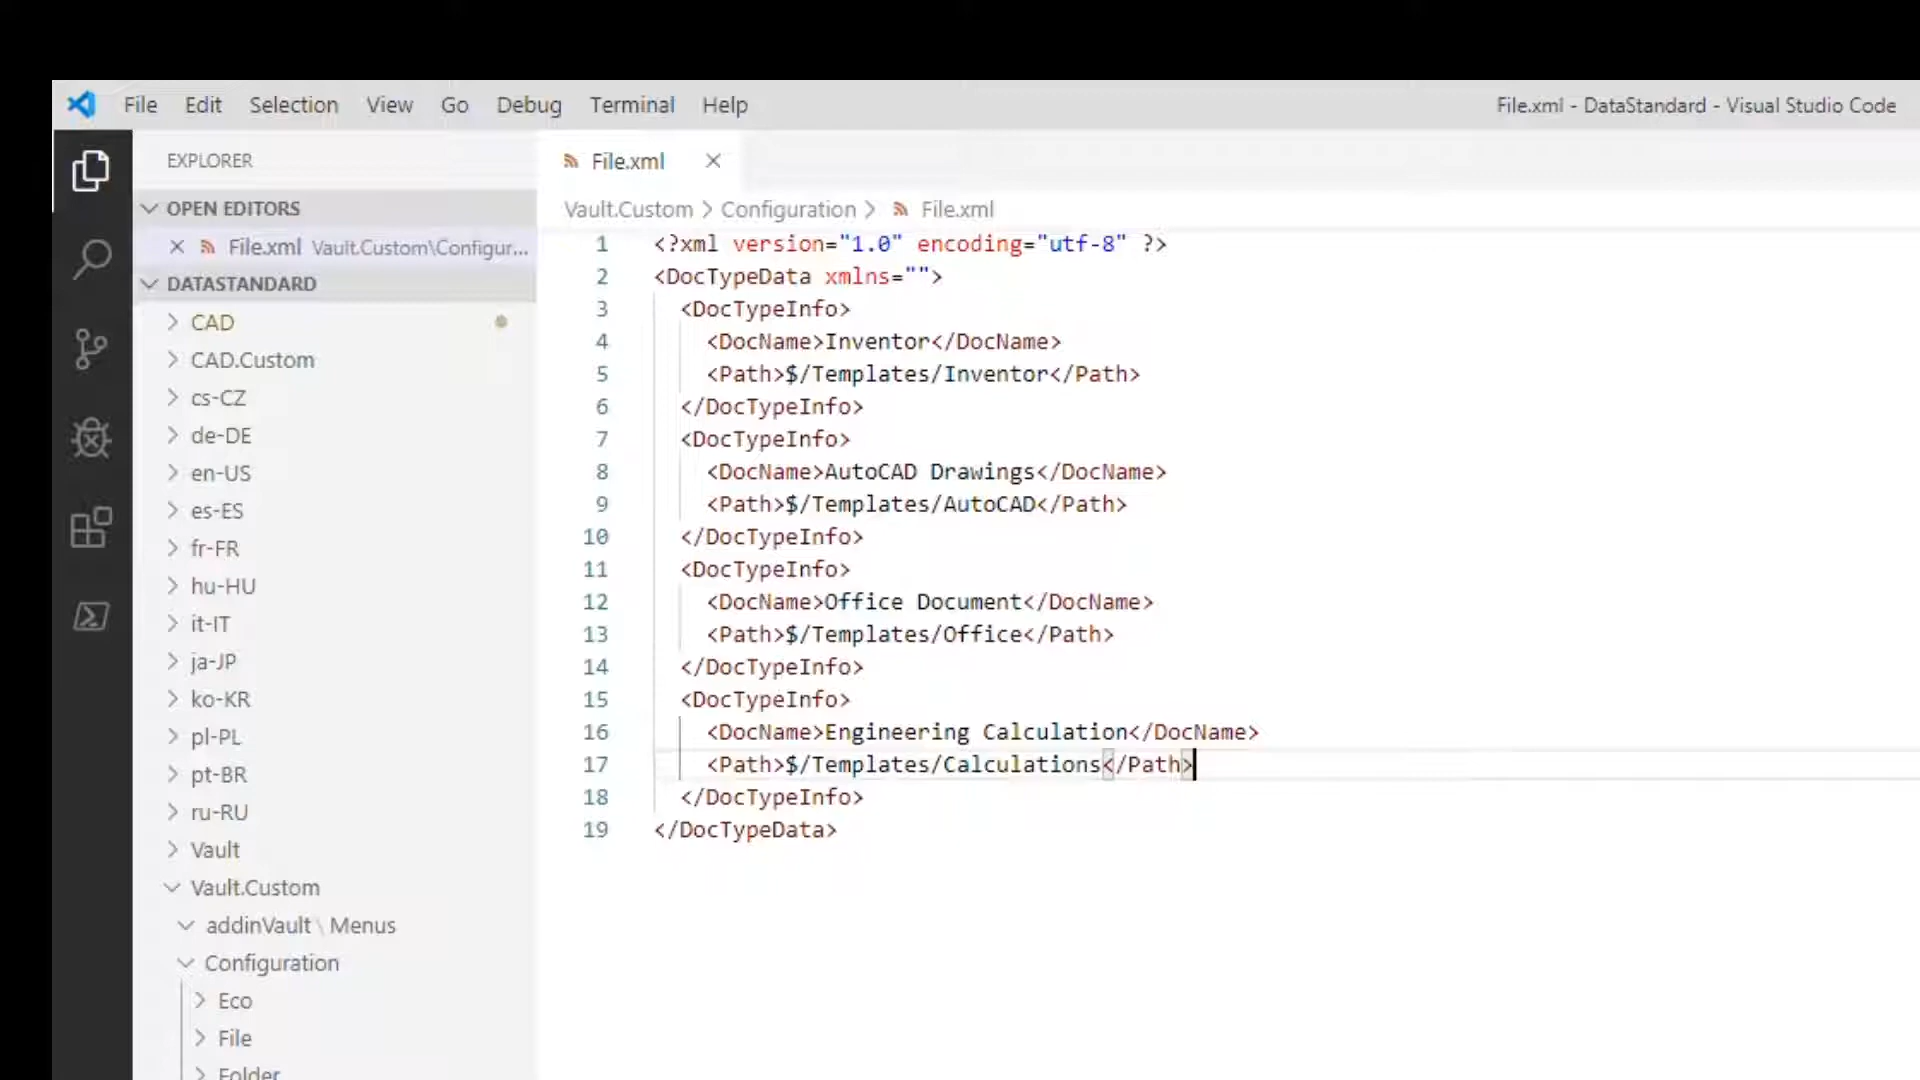 File Edit Selection View Go Debug Terminal Help File.xml - DataStandard - Visual Studio Code
EXPLORER
OPEN EDITORS
File.xml Vault.Custom\Configur...
DATASTANDARD
CAD
CAD.Custom
cs-CZ
de-DE
en-US
es-ES
fr-FR
hu-HU
it-IT
ja-JP
ko-KR
pl-PL
pt-BR
ru-RU
Vault
Vault.Custom
addinVault \ Menus
Configuration
Eco
File
Folder
File.xml
Vault.Custom > Configuration > File.xml
1 <?xml version="1.0" encoding="utf-8" ?>
2 <DocTypeData xmlns="">
3 <DocTypeInfo>
4 <DocName>Inventor</DocName>
5 <Path>$/Templates/Inventor</Path>
6 </DocTypeInfo>
7 <DocTypeInfo>
8 <DocName>AutoCAD Drawings</DocName>
9 <Path>$/Templates/AutoCAD</Path>
10 </DocTypeInfo>
11 <DocTypeInfo>
12 <DocName>Office Document</DocName>
13 <Path>$/Templates/Office</Path>
14 </DocTypeInfo>
15 <DocTypeInfo>
16 <DocName>Engineering Calculation</DocName>
17 <Path>$/Templates/Calculations</Path>
18 </DocTypeInfo>
19 </DocTypeData>